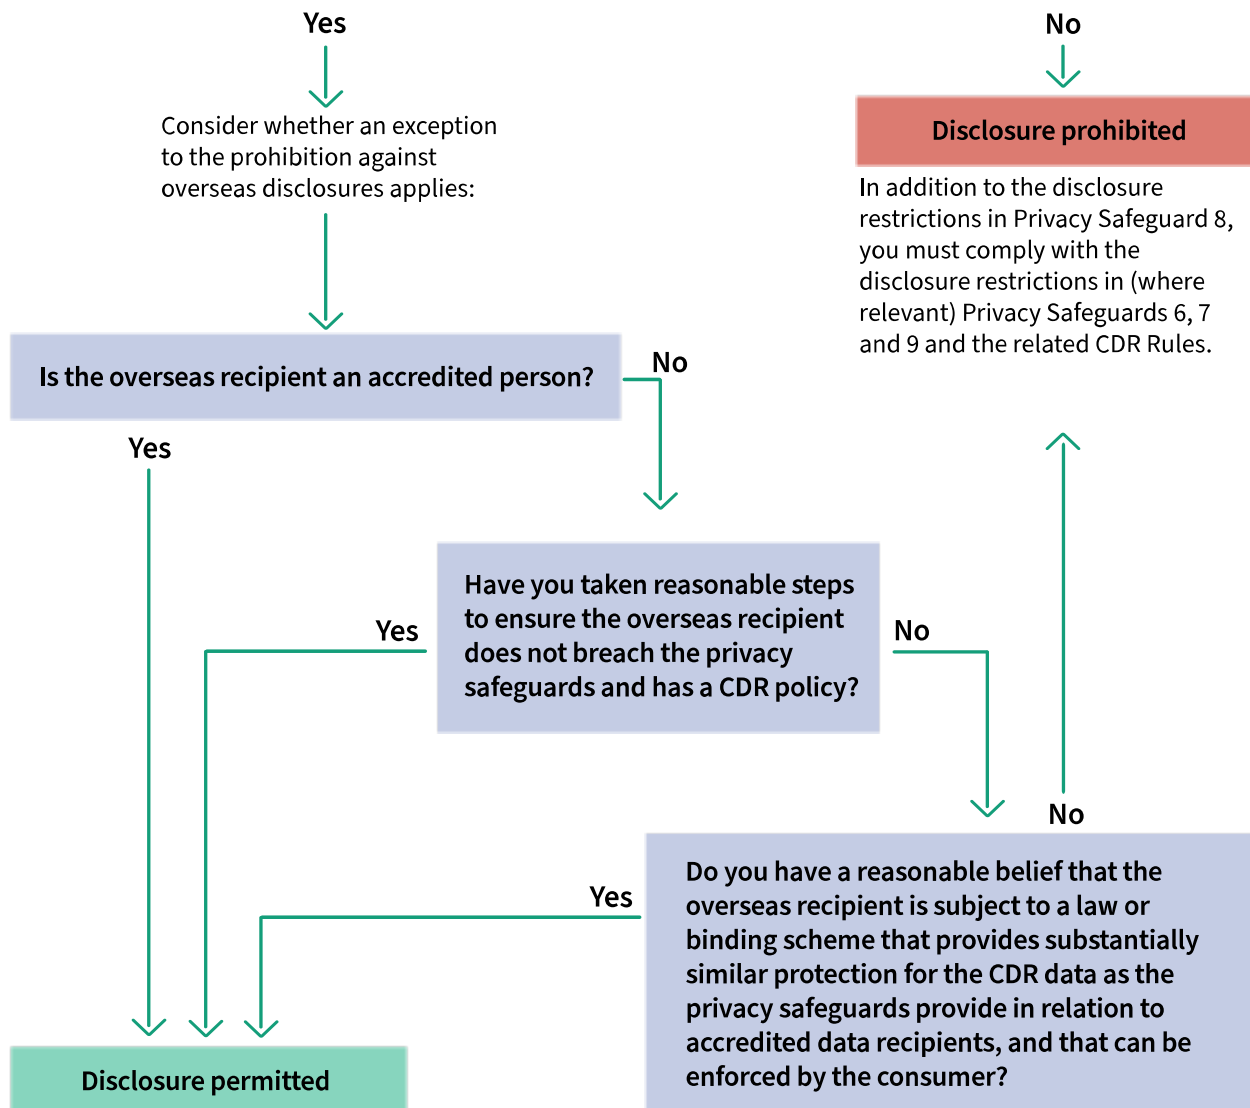 Yes
No
Consider whether an exception
to the prohibition against
overseas disclosures applies:
Disclosure prohibited
In addition to the disclosure
restrictions in Privacy Safeguard 8,
you must comply with the
disclosure restrictions in (where
relevant) Privacy Safeguards 6, 7
and 9 and the related CDR Rules.
Is the overseas recipient an accredited person?
No
Yes
Have you taken reasonable steps
to ensure the overseas recipient
does not breach the privacy
safeguards and has a CDR policy?
Yes
No
No
Yes
Do you have a reasonable belief that the
overseas recipient is subject to a law or
binding scheme that provides substantially
similar protection for the CDR data as the
privacy safeguards provide in relation to
accredited data recipients, and that can be
enforced by the consumer?
Disclosure permitted